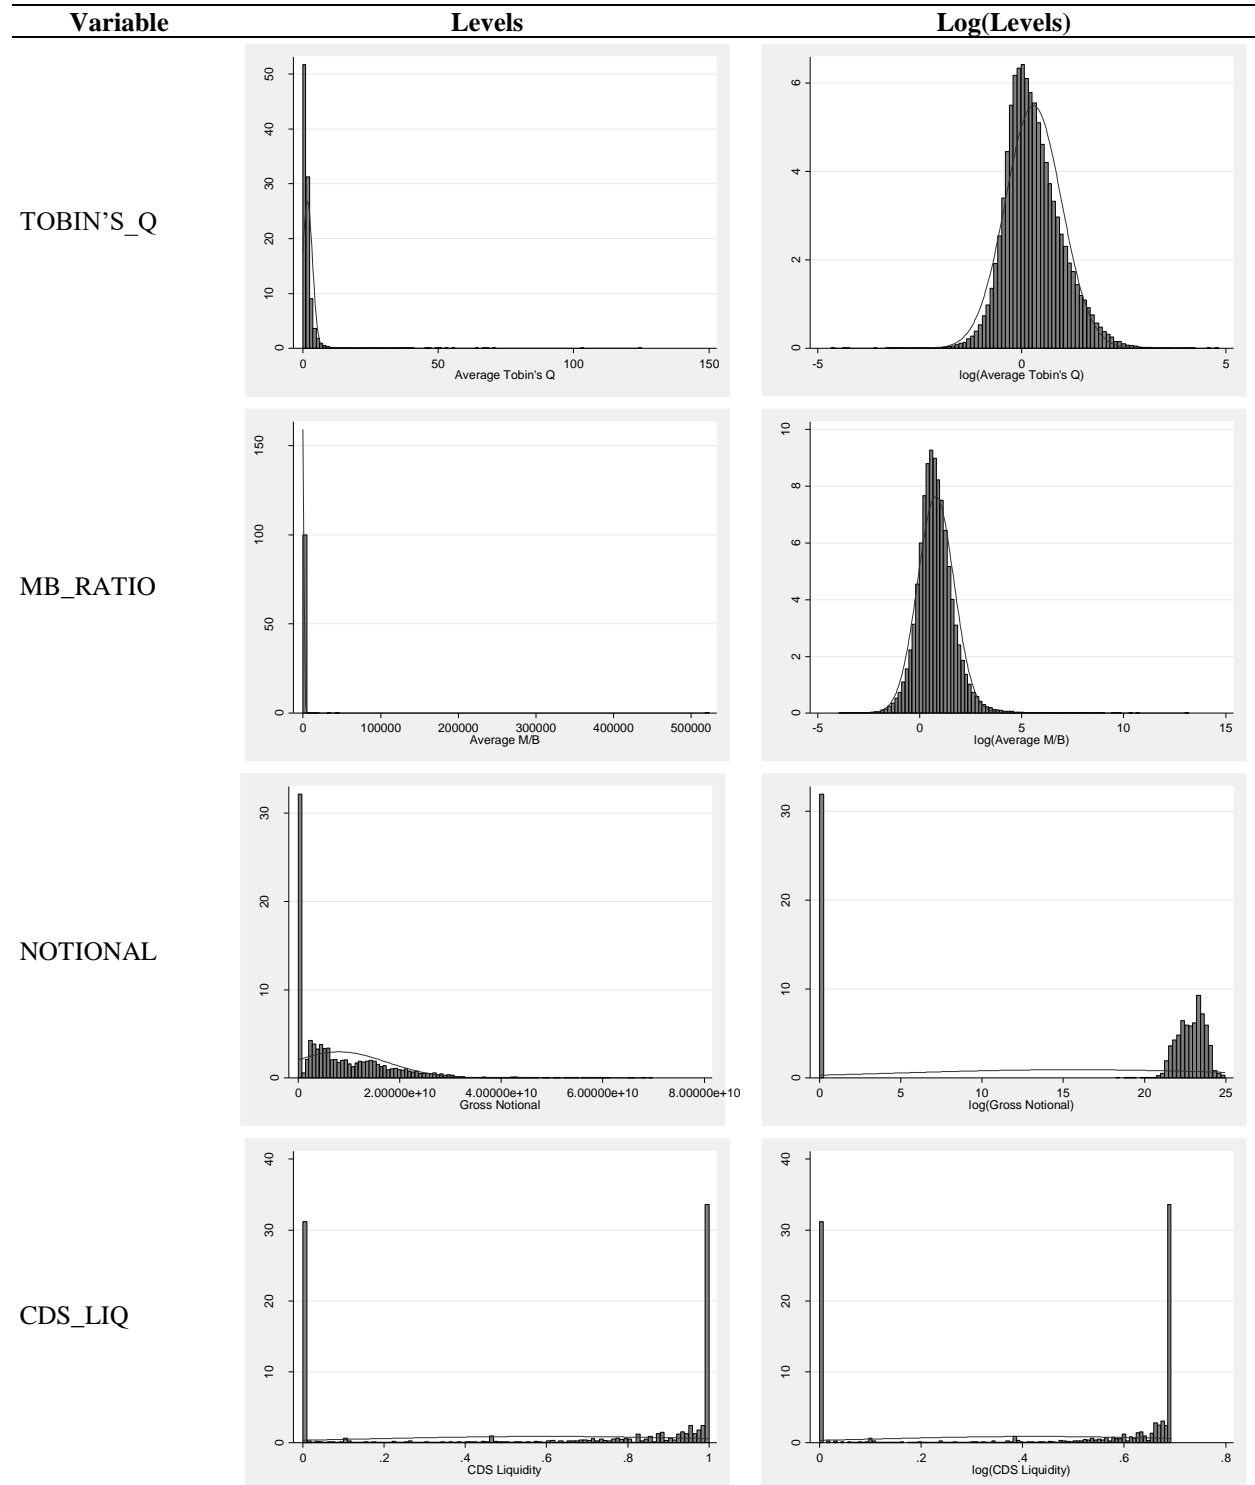 Variable Levels Log(Levels)
TOBIN'S_Q
0 10 20 30 40 50
0 50 100 150
Average Tobin's Q
0 2 4 6
-5 0 5
log(Average Tobin's Q)
MB_RATIO
0 50 100 150
0 100000 200000 300000 400000 500000
Average M/B
0 2 4 6 8 10
-5 0 5 10 15
log(Average M/B)
NOTIONAL
0 10 20 30
0 2.00000e+10 4.00000e+10 6.00000e+10 8.00000e+10
Gross Notional
0 10 20 30
0 5 10 15 20 25
log(Gross Notional)
CDS_LIQ
0 10 20 30 40
0 .2 .4 .6 .8 1
CDS Liquidity
0 10 20 30 40
0 .2 .4 .6 .8
log(CDS Liquidity)